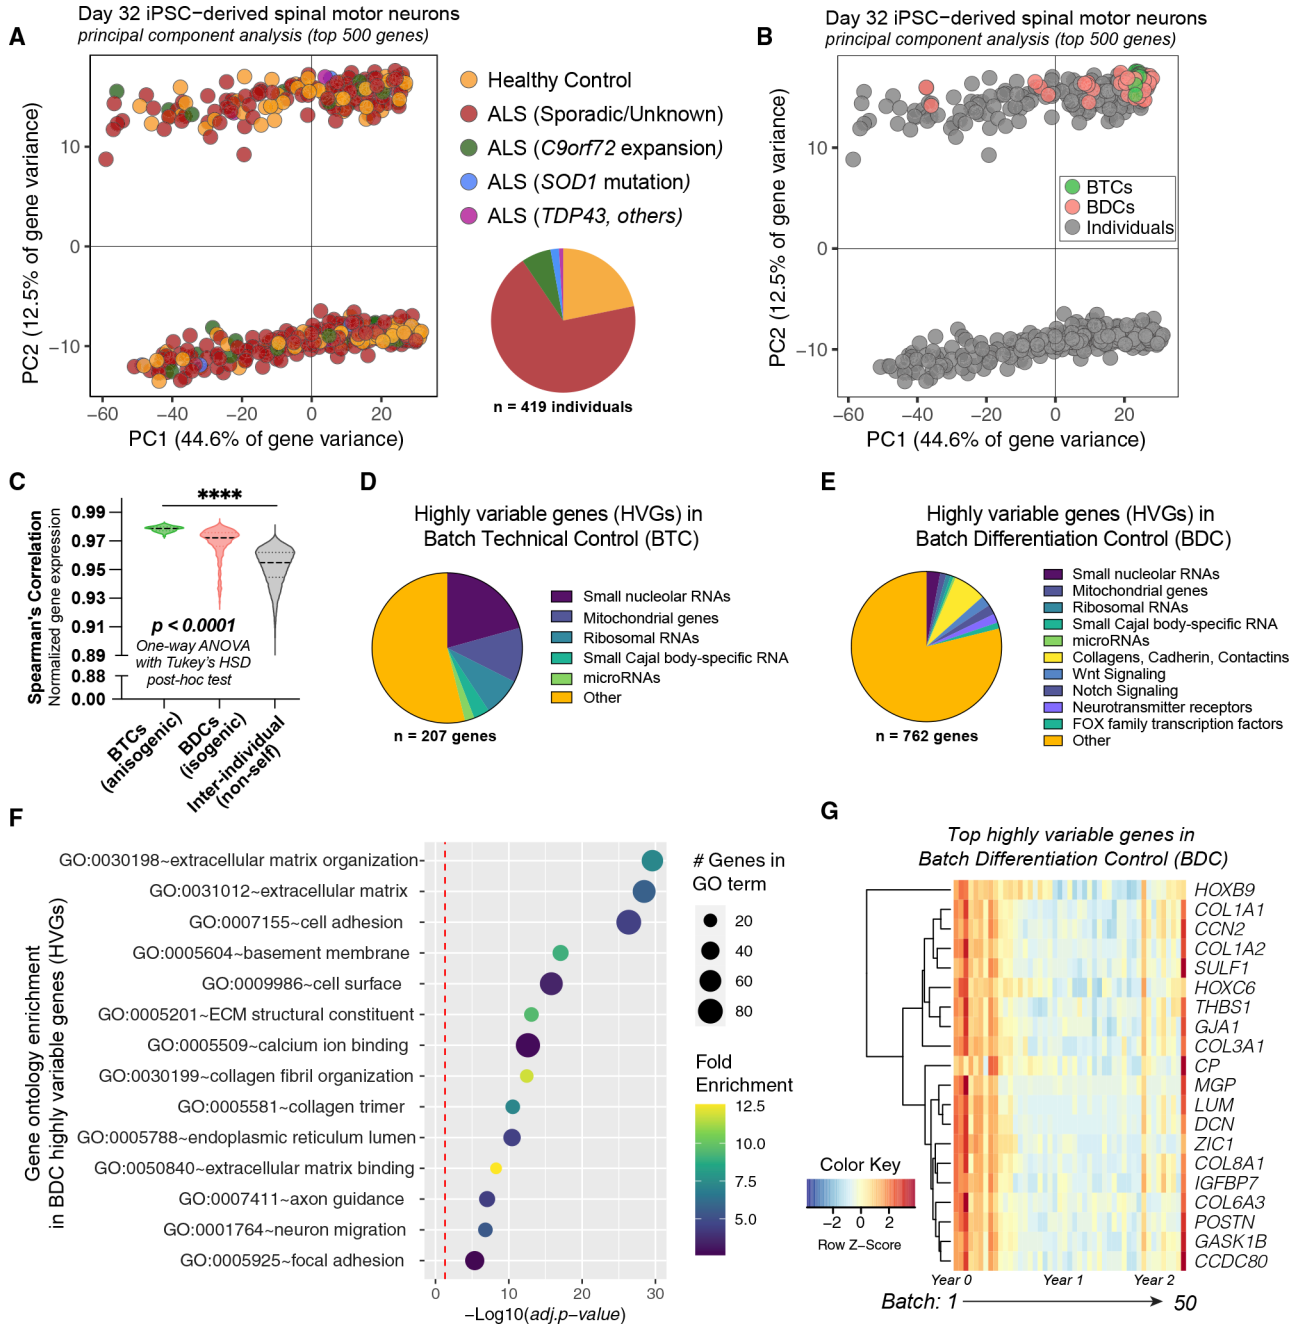 A
Day 32 iPSC−derived spinal motor neurons
principal component analysis (top 500 genes)
PC2 (12.5% of gene variance)
10
0
−10
−60
−40
−20
0
20
PC1 (44.6% of gene variance)
Healthy Control
ALS (Sporadic/Unknown)
ALS (C9orf72 expansion)
ALS (SOD1 mutation)
ALS (TDP43, others)
n = 419 individuals
B
Day 32 iPSC−derived spinal motor neurons
principal component analysis (top 500 genes)
PC2 (12.5% of gene variance)
10
0
−10
−60
−40
−20
0
20
PC1 (44.6% of gene variance)
BTCs
BDCs
Individuals
C
Spearman's Correlation
Normalized gene expression
0.99
0.97
0.95
0.93
0.91
0.89
0.88
0.00
****
p < 0.0001
One-way ANOVA
with Tukey's HSD
post-hoc test
BTCs
(anisogenic)
BDCs
(isogenic)
Inter-individual
(non-self)
D
Highly variable genes (HVGs) in
Batch Technical Control (BTC)
n = 207 genes
Small nucleolar RNAs
Mitochondrial genes
Ribosomal RNAs
Small Cajal body-specific RNA
microRNAs
Other
E
Highly variable genes (HVGs) in
Batch Differentiation Control (BDC)
n = 762 genes
Small nucleolar RNAs
Mitochondrial genes
Ribosomal RNAs
Small Cajal body-specific RNA
microRNAs
Collagens, Cadherin, Contactins
Wnt Signaling
Notch Signaling
Neurotransmitter receptors
FOX family transcription factors
Other
F
Gene ontology enrichment
in BDC highly variable genes (HVGs)
GO:0030198~extracellular matrix organization
GO:0031012~extracellular matrix
GO:0007155~cell adhesion
GO:0005604~basement membrane
GO:0009986~cell surface
GO:0005201~ECM structural constituent
GO:0005509~calcium ion binding
GO:0030199~collagen fibril organization
GO:0005581~collagen trimer
GO:0005788~endoplasmic reticulum lumen
GO:0050840~extracellular matrix binding
GO:0007411~axon guidance
GO:0001764~neuron migration
GO:0005925~focal adhesion
0
10
20
30
−Log10(adj.p−value)
# Genes in
GO term
20
40
60
80
Fold
Enrichment
12.5
10.0
7.5
5.0
G
Top highly variable genes in
Batch Differentiation Control (BDC)
HOXB9
COL1A1
CCN2
COL1A2
SULF1
HOXC6
THBS1
GJA1
COL3A1
CP
MGP
LUM
DCN
ZIC1
COL8A1
IGFBP7
COL6A3
POSTN
GASK1B
CCDC80
Color Key
−2
0
2
Row Z−Score
Year 0
Year 1
Year 2
Batch: 1
50